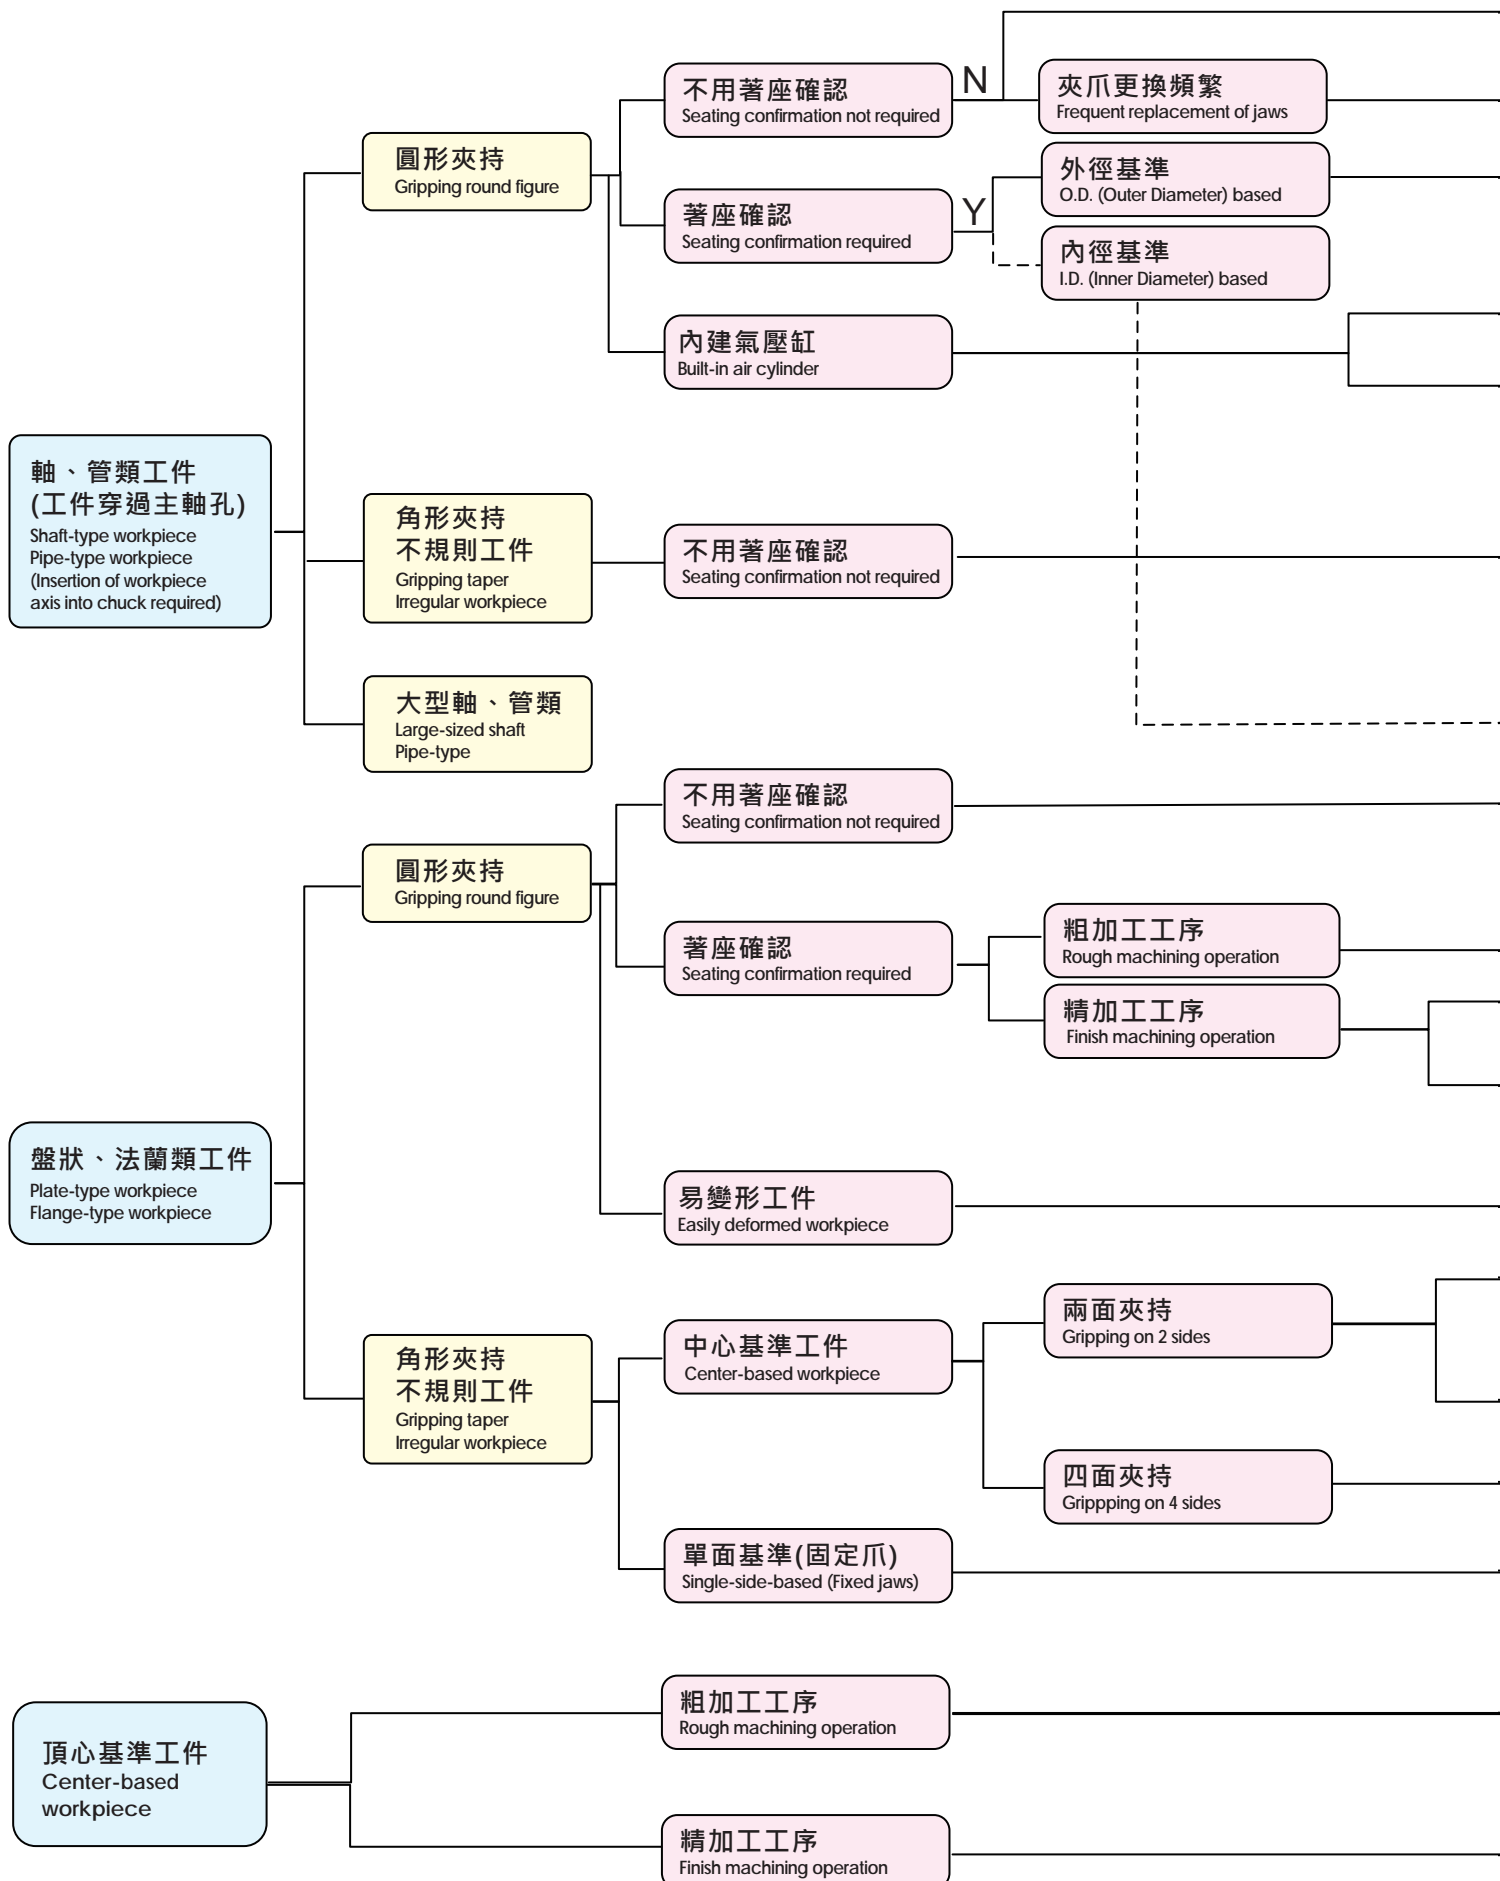 不用著座確認
Seating confirmation not required
N
夾爪更換頻繁
Frequent replacement of jaws
圓形夾持
Gripping round figure
外徑基準
O.D. (Outer Diameter) based
著座確認
Seating confirmation required
Y
內徑基準
I.D. (Inner Diameter) based
內建氣壓缸
Built-in air cylinder
軸、管類工件
(工件穿過主軸孔)
Shaft-type workpiece
Pipe-type workpiece
(Insertion of workpiece
axis into chuck required)
角形夾持
不規則工件
Gripping taper
Irregular workpiece
不用著座確認
Seating confirmation not required
大型軸、管類
Large-sized shaft
Pipe-type
不用著座確認
Seating confirmation not required
圓形夾持
Gripping round figure
著座確認
Seating confirmation required
粗加工工序
Rough machining operation
精加工工序
Finish machining operation
盤狀、法蘭類工件
Plate-type workpiece
Flange-type workpiece
易變形工件
Easily deformed workpiece
角形夾持
不規則工件
Gripping taper
Irregular workpiece
中心基準工件
Center-based workpiece
兩面夾持
Gripping on 2 sides
四面夾持
Grippping on 4 sides
單面基準(固定爪)
Single-side-based (Fixed jaws)
頂心基準工件
Center-based
workpiece
粗加工工序
Rough machining operation
精加工工序
Finish machining operation